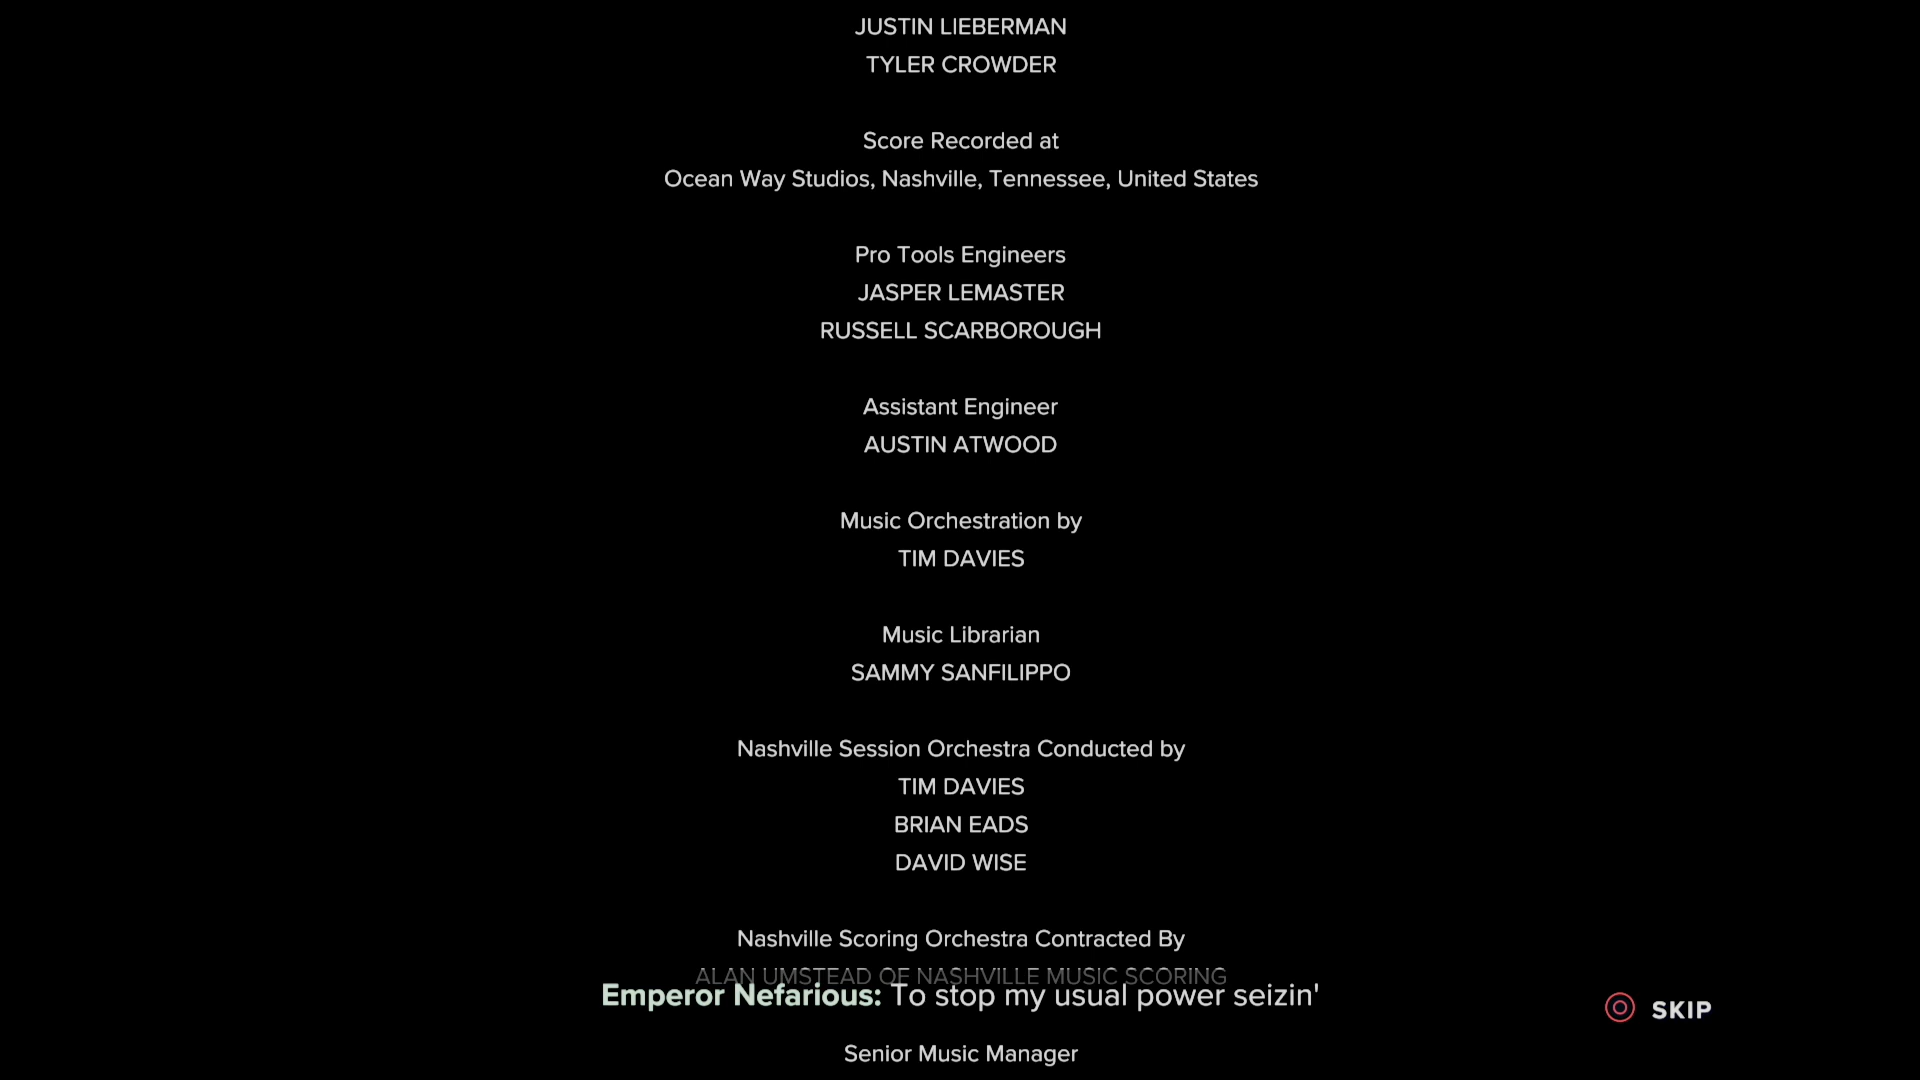 JUSTIN LIEBERMAN
TYLER CROWDER
Score Recorded at
Ocean Way Studios, Nashville, Tennessee, United States
Pro Tools Engineers
JASPER LEMASTER
RUSSELL SCARBOROUGH
Assistant Engineer
AUSTIN ATWOOD
Music Orchestration by
TIM DAVIES
Music Librarian
SAMMY SANFILIPPO
Nashville Session Orchestra Conducted by
TIM DAVIES
BRIAN EADS
DAVID WISE
Nashville Scoring Orchestra Contracted By
ALAN UMSTEAD OF NASHVILLE MUSIC SCORING
Emperor Nefarious: To stop my usual power seizin'
SKIP
Senior Music Manager